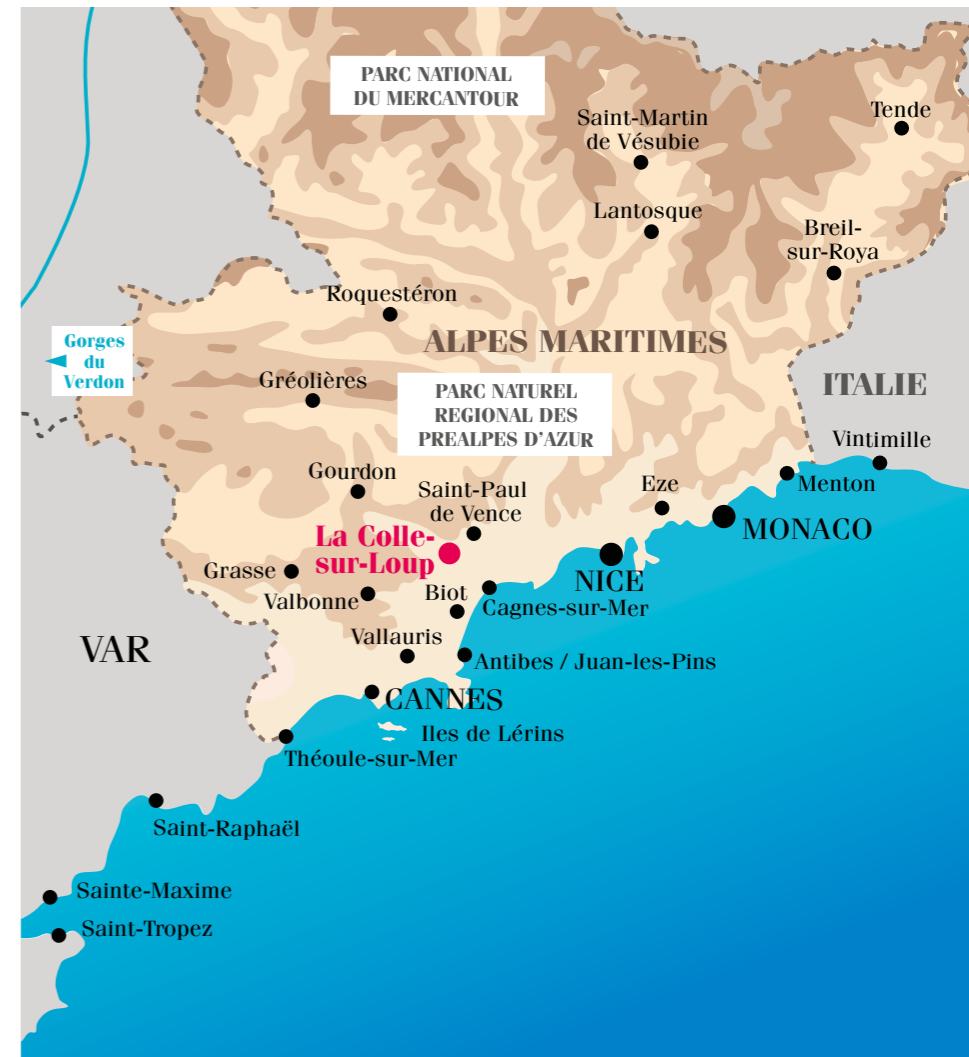 PARC NATIONAL
DU MERCANTOUR
Tende
Saint-Martin
de Vésubie
Lantosque
Breil-
sur-Roya
Roquestéron
ALPES MARITIMES
Gorges
du
Verdon
Gréolières
PARC NATUREL
REGIONAL DES
PREALPES D'AZUR
ITALIE
Vintimille
Gourdon
Saint-Paul
de Vence
Eze
Menton
La Colle-
sur-Loup
MONACO
Grasse
NICE
Valbonne
Biot
Cagnes-sur-Mer
VAR
Vallauris
Antibes / Juan-les-Pins
CANNES
Iles de Lérins
Théoule-sur-Mer
Saint-Raphaël
Sainte-Maxime
Saint-Tropez